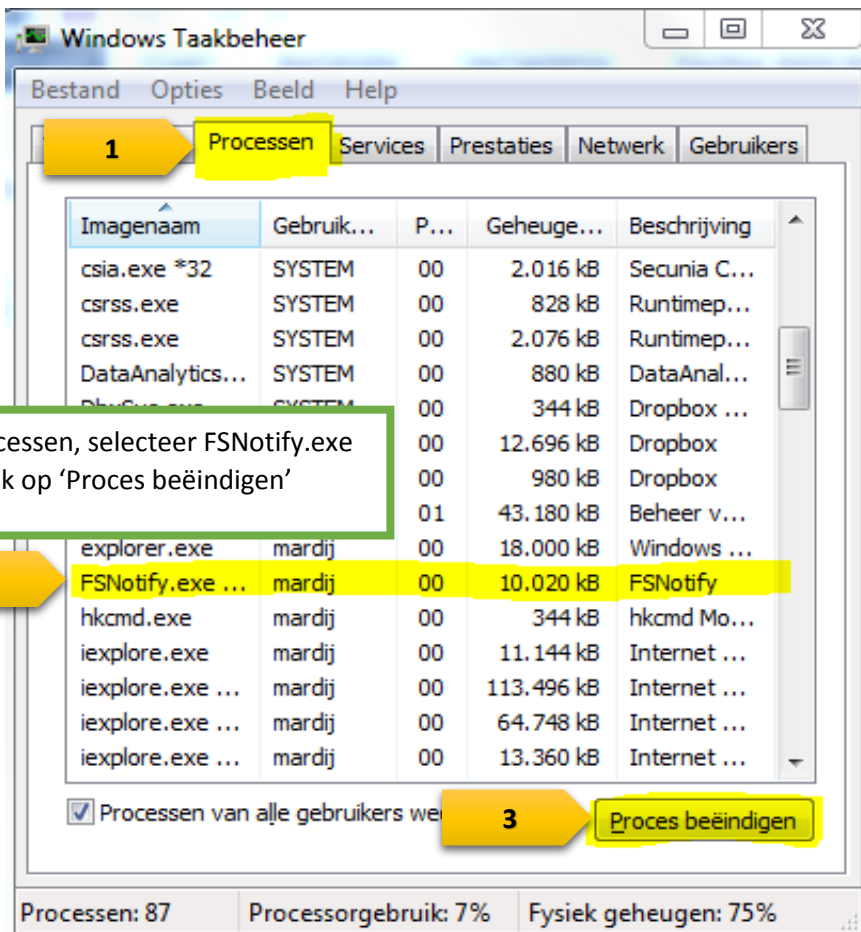 Windows Taakbeheer
Bestand Opties Beeld Help
1 Processen Services Prestaties Netwerk Gebruikers
Imagenaam Gebruik... P... Geheuge... Beschrijving
csia.exe *32 SYSTEM 00 2.016 kB Secunia C...
csrss.exe SYSTEM 00 828 kB Runtimep...
csrss.exe SYSTEM 00 2.076 kB Runtimep...
DataAnalytics... SYSTEM 00 880 kB DataAnal...
00 344 kB Dropbox ...
cessen, selecteer FSNotify.exe
00 12.696 kB Dropbox
k op ‘Proces beëindigen’
00 980 kB Dropbox
01 43.180 kB Beheer v...
explorer.exe mardij 00 18.000 kB Windows ...
FSNotify.exe ... mardij 00 10.020 kB FSNotify
hkcmd.exe mardij 00 344 kB hkcmd Mo...
iexplore.exe mardij 00 11.144 kB Internet ...
iexplore.exe ... mardij 00 113.496 kB Internet ...
iexplore.exe ... mardij 00 64.748 kB Internet ...
iexplore.exe ... mardij 00 13.360 kB Internet ...
Processen van alle gebruikers we
3 Proces beëindigen
Processen: 87 Processorgebruik: 7% Fysiek geheugen: 75%